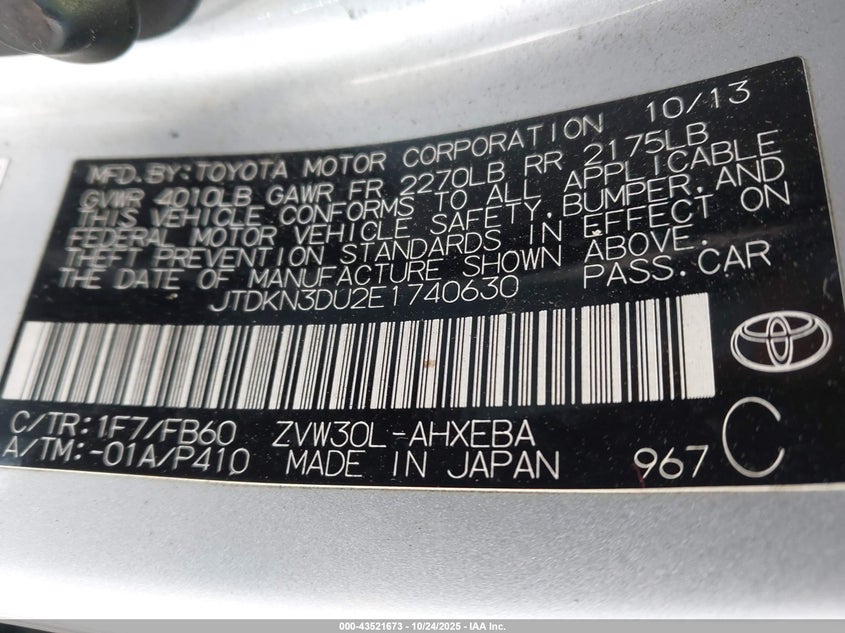 MFD. BY: TOYOTA MOTOR CORPORATION 10/13
GVWR 4010LB GAWR FR 2270LB RR 2175LB
THIS VEHICLE CONFORMS TO ALL APPLICABLE
FEDERAL MOTOR VEHICLE SAFETY, BUMPER, AND
THEFT PREVENTION STANDARDS IN EFFECT ON
THE DATE OF MANUFACTURE SHOWN ABOVE.
JTDKN3DU2E1740630 PASS. CAR
C/TR: 1F7/FB60 ZVW30L-AHXEBA
A/TM: -01A/P410 MADE IN JAPAN 967 C
000-43521673 - 10/24/2025 - IAA Inc.